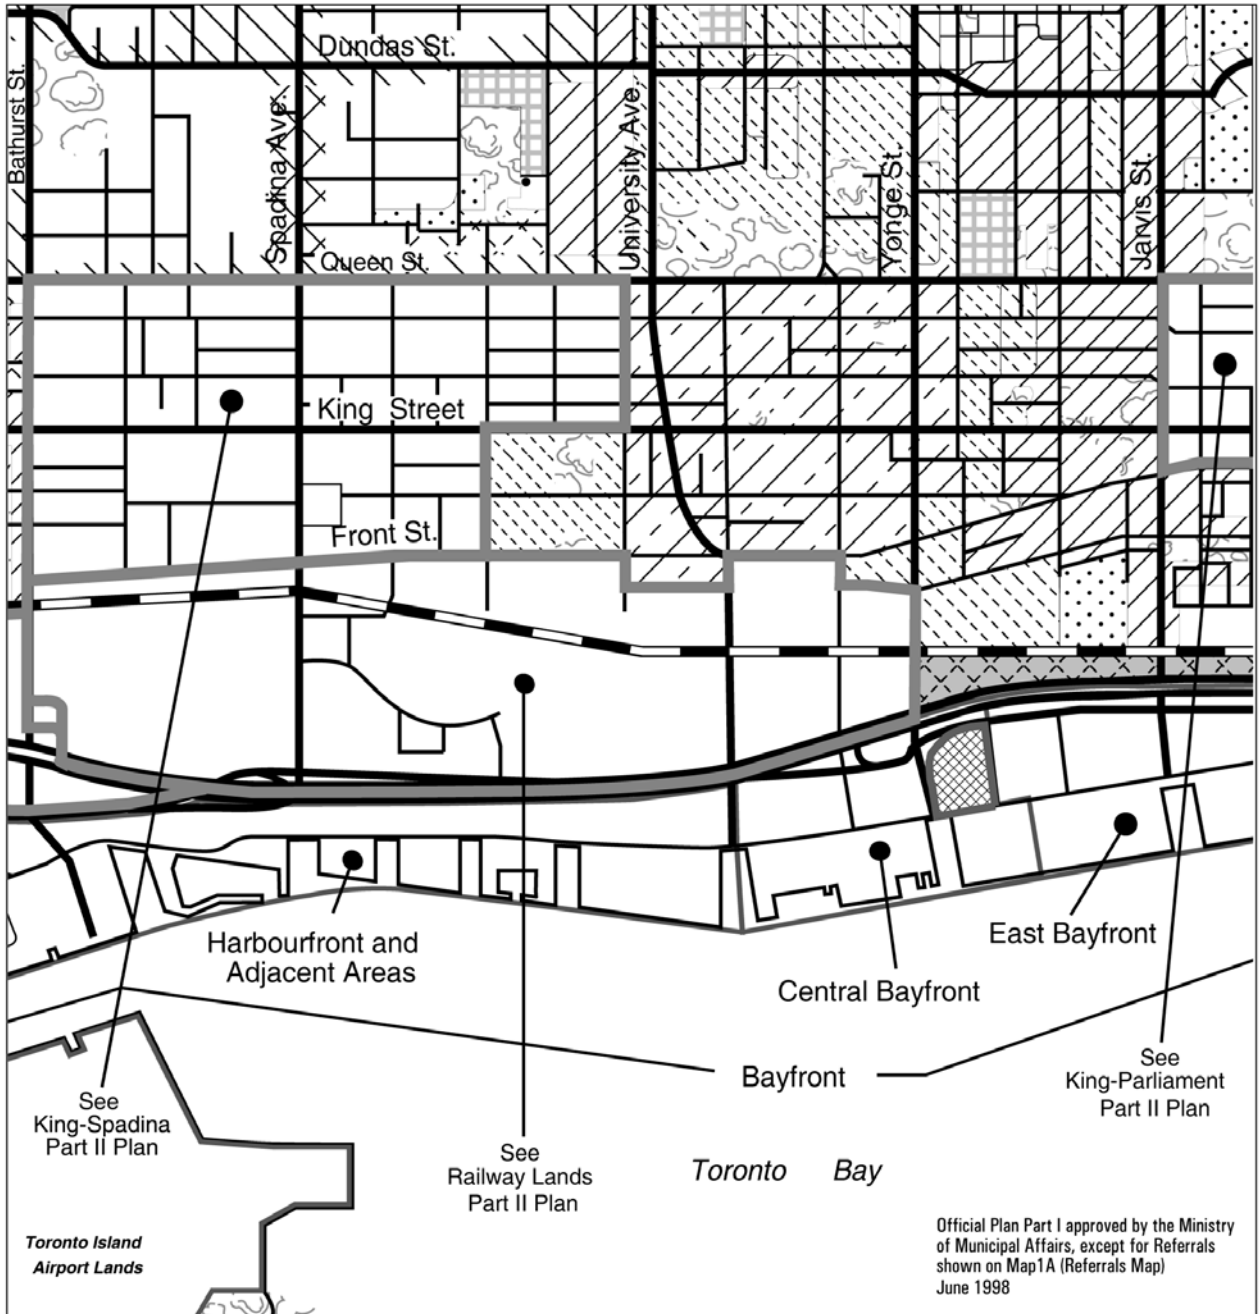 Dundas St.
Bathurst St.
Spadina Ave.
University Ave.
Yonge St.
Jarvis St.
Queen St.
King Street
Front St.
Harbourfront and
Adjacent Areas
East Bayfront
Central Bayfront
Bayfront
See
King-Parliament
Part II Plan
See
King-Spadina
Part II Plan
See
Railway Lands
Part II Plan
Toronto Bay
Toronto Island
Airport Lands
Official Plan Part I approved by the Ministry
of Municipal Affairs, except for Referrals
shown on Map1A (Referrals Map)
June 1998